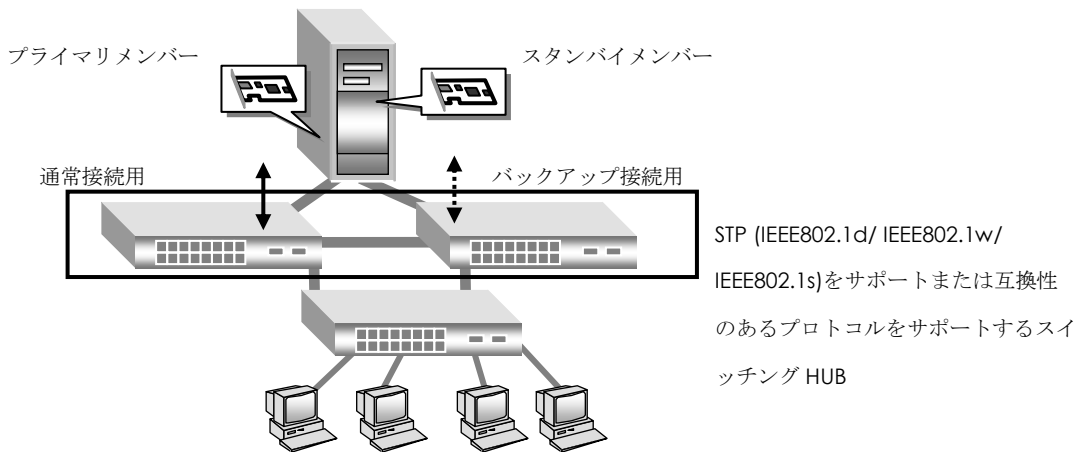 プライマリメンバー
スタンバイメンバー
通常接続用
バックアップ接続用
STP (IEEE802.1d/ IEEE802.1w/
IEEE802.1s)をサポートまたは互換性
のあるプロトコルをサポートするスイ
ッチング HUB